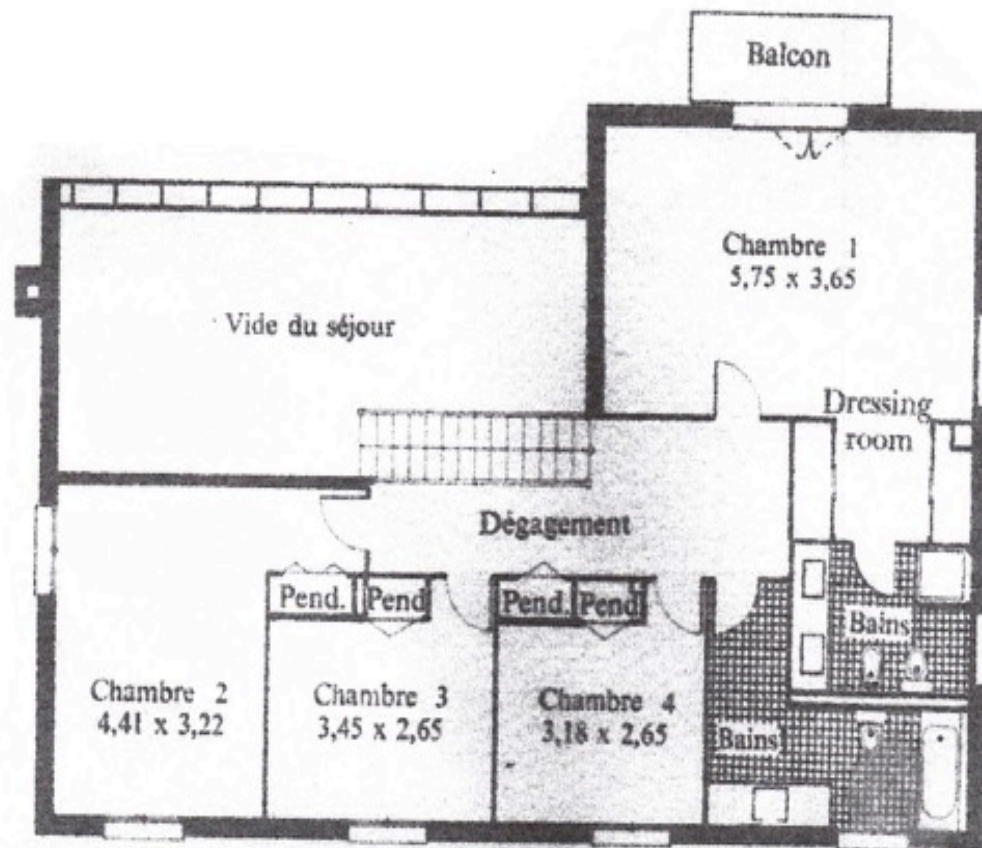 Balcon
Chambre 1
5,75 x 3,65
Vide du séjour
Dressing
room
Dégagement
Pend.
Pend
Pend.
Pend
Bains
Chambre 2
4,41 x 3,22
Chambre 3
3,45 x 2,65
Chambre 4
3,18 x 2,65
Bains